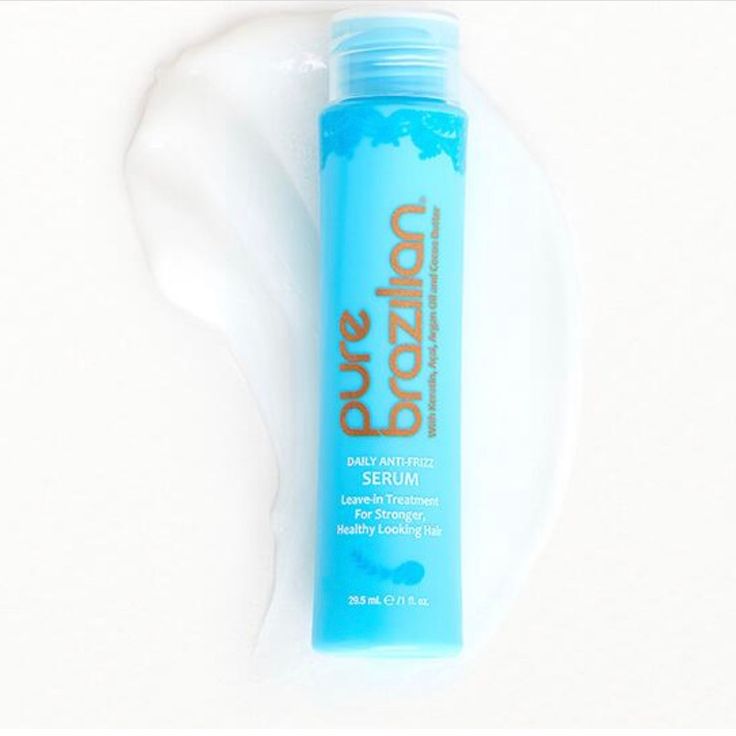 pure
brazilian®
With Keratin, Açai, Argan Oil and Cocoa Butter
DAILY ANTI-FRIZZ
SERUM
Leave-in Treatment
For Stronger,
Healthy Looking Hair
29.5 ml. ℮ /1 fl. oz.